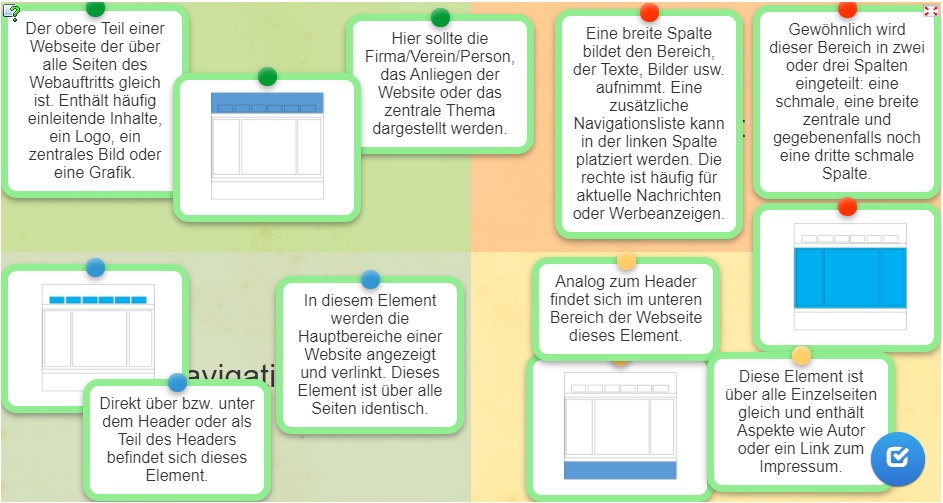 Der obere Teil einer
Webseite der über
alle Seiten des
Webauftritts gleich
ist. Enthält häufig
einleitende Inhalte,
ein Logo, ein
zentrales Bild oder
eine Grafik.
Hier sollte die
Firma/Verein/Person,
das Anliegen der
Website oder das
zentrale Thema
dargestellt werden.
Eine breite Spalte
bildet den Bereich,
der Texte, Bilder usw.
aufnimmt. Eine
zusätzliche
Navigationsliste kann
in der linken Spalte
platziert werden. Die
rechte ist häufig für
aktuelle Nachrichten
oder Werbeanzeigen.
Gewöhnlich wird
dieser Bereich in zwei
oder drei Spalten
eingeteilt: eine
schmale, eine breite
zentrale und
gegebenenfalls noch
eine dritte schmale
Spalte.
In diesem Element
werden die
Hauptbereiche einer
Website angezeigt
und verlinkt. Dieses
Element ist über alle
Seiten identisch.
Direkt über bzw. unter
dem Header oder als
Teil des Headers
befindet sich dieses
Element.
Analog zum Header
findet sich im unteren
Bereich der Webseite
dieses Element.
Diese Element ist
über alle Einzelseiten
gleich und enthält
Aspekte wie Autor
oder ein Link zum
Impressum.